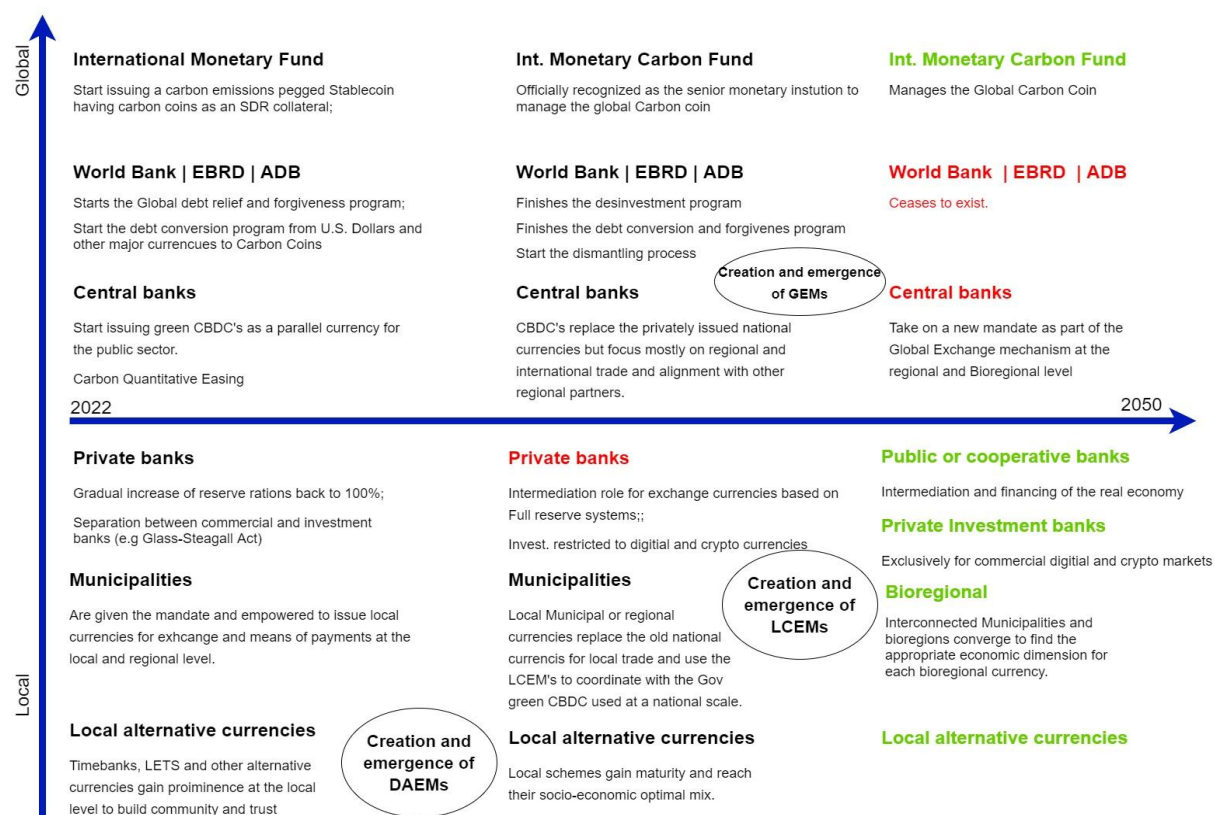 Global
International Monetary Fund
Start issuing a carbon emissions pegged Stablecoin
having carbon coins as an SDR collateral;
Int. Monetary Carbon Fund
Officially recognized as the senior monetary instution to
manage the global Carbon coin
Int. Monetary Carbon Fund
Manages the Global Carbon Coin
World Bank | EBRD | ADB
Starts the Global debt relief and forgiveness program;
Start the debt conversion program from U.S. Dollars and
other major currencues to Carbon Coins
World Bank | EBRD | ADB
Finishes the desinvestment program
Finishes the debt conversion and forgivenes program
Start the dismantling process
World Bank | EBRD | ADB
Ceases to exist.
Creation and emergence
of GEMs
Central banks
Start issuing green CBDC's as a parallel currency for
the public sector.
Carbon Quantitative Easing
Central banks
CBDC's replace the privately issued national
currencies but focus mostly on regional and
international trade and alignment with other
regional partners.
Central banks
Take on a new mandate as part of the
Global Exchange mechanism at the
regional and Bioregional level
2022
2050
Private banks
Gradual increase of reserve rations back to 100%;
Separation between commercial and investment
banks (e.g Glass-Steagall Act)
Private banks
Intermediation role for exchange currencies based on
Full reserve systems;;
Invest. restricted to digitial and crypto currencies
Public or cooperative banks
Intermediation and financing of the real economy
Private Investment banks
Exclusively for commercial digitial and crypto markets
Municipalities
Are given the mandate and empowered to issue local
currencies for exhcange and means of payments at the
local and regional level.
Municipalities
Local Municipal or regional
currencies replace the old national
currencis for local trade and use the
LCEM's to coordinate with the Gov
green CBDC used at a national scale.
Creation and
emergence of
LCEMs
Bioregional
Interconnected Municipalities and
bioregions converge to find the
appropriate economic dimension for
each bioregional currency.
Local
Local alternative currencies
Timebanks, LETS and other alternative
currencies gain proiminence at the local
level to build community and trust
Creation and
emergence of
DAEMs
Local alternative currencies
Local schemes gain maturity and reach
their socio-economic optimal mix.
Local alternative currencies